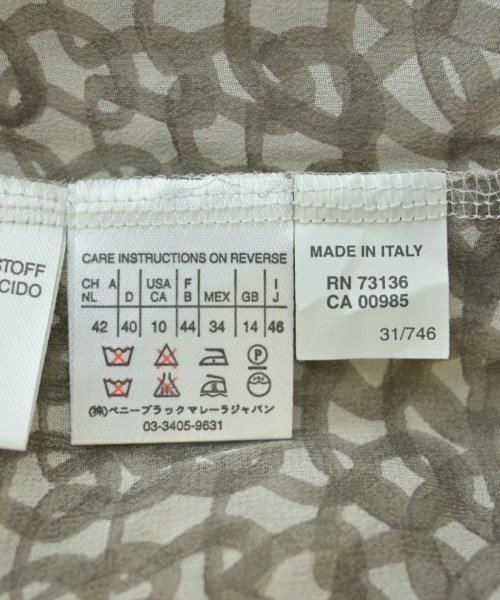 STOFF
CIDO
CARE INSTRUCTIONS ON REVERSE
CH A D USA F MEX GB I
NL CA B J
42 40 10 44 34 14 46
(株)ペニーブラックマレーラジャパン
03-3405-9631
MADE IN ITALY
RN 73136
CA 00985
31/746